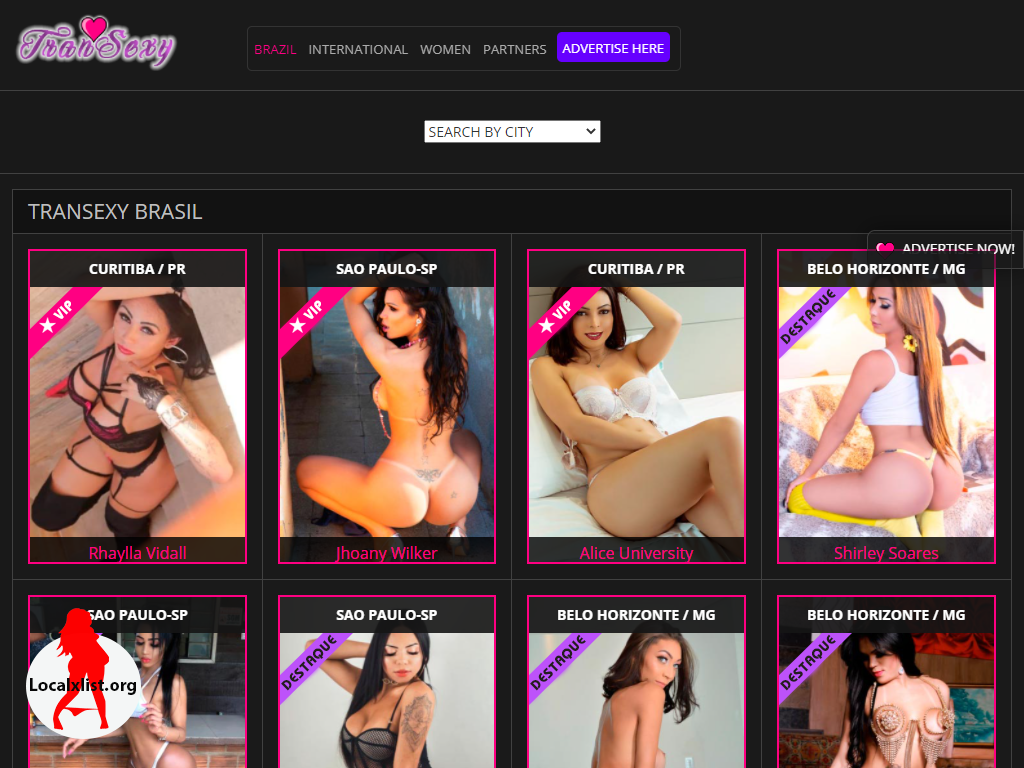 TranSexy
BRAZIL INTERNATIONAL WOMEN PARTNERS ADVERTISE HERE
SEARCH BY CITY
TRANSEXY BRASIL
ADVERTISE NOW!
CURITIBA / PR
SAO PAULO-SP
CURITIBA / PR
BELO HORIZONTE / MG
★ VIP
★ VIP
★ VIP
DESTAQUE
Rhaylla Vidall
Jhoany Wilker
Alice University
Shirley Soares
SAO PAULO-SP
SAO PAULO-SP
BELO HORIZONTE / MG
BELO HORIZONTE / MG
DESTAQUE
DESTAQUE
DESTAQUE
Localxlist.org